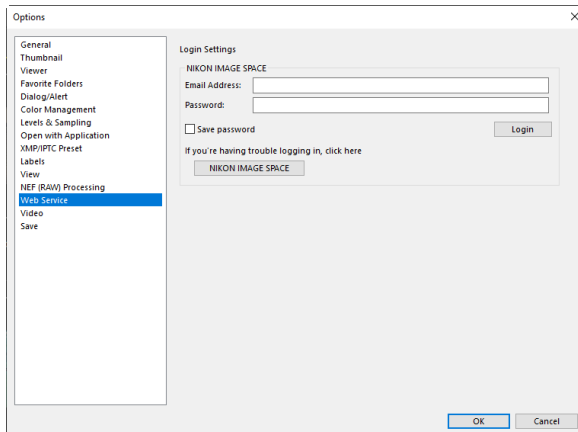 Options
General
Thumbnail
Viewer
Favorite Folders
Dialog/Alert
Color Management
Levels & Sampling
Open with Application
XMP/IPTC Preset
Labels
View
NEF (RAW) Processing
Web Service
Video
Save
Login Settings
NIKON IMAGE SPACE
Email Address:
Password:
Save password
Login
If you're having trouble logging in, click here
NIKON IMAGE SPACE
OK
Cancel